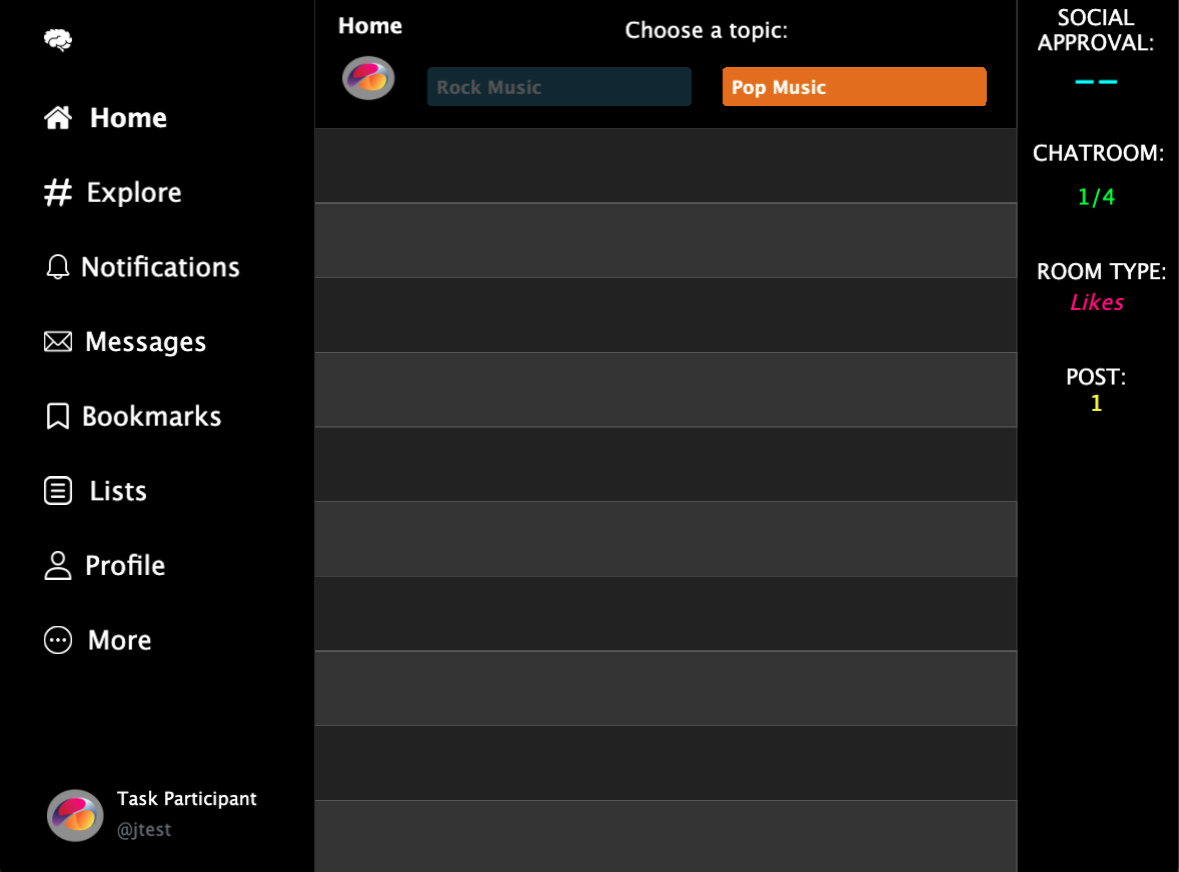 Home
Explore
Notifications
Messages
Bookmarks
Lists
Profile
More
Task Participant
@jtest
Home
Choose a topic:
Rock Music
Pop Music
SOCIAL
APPROVAL:
--
CHATROOM:
1/4
ROOM TYPE:
Likes
POST:
1